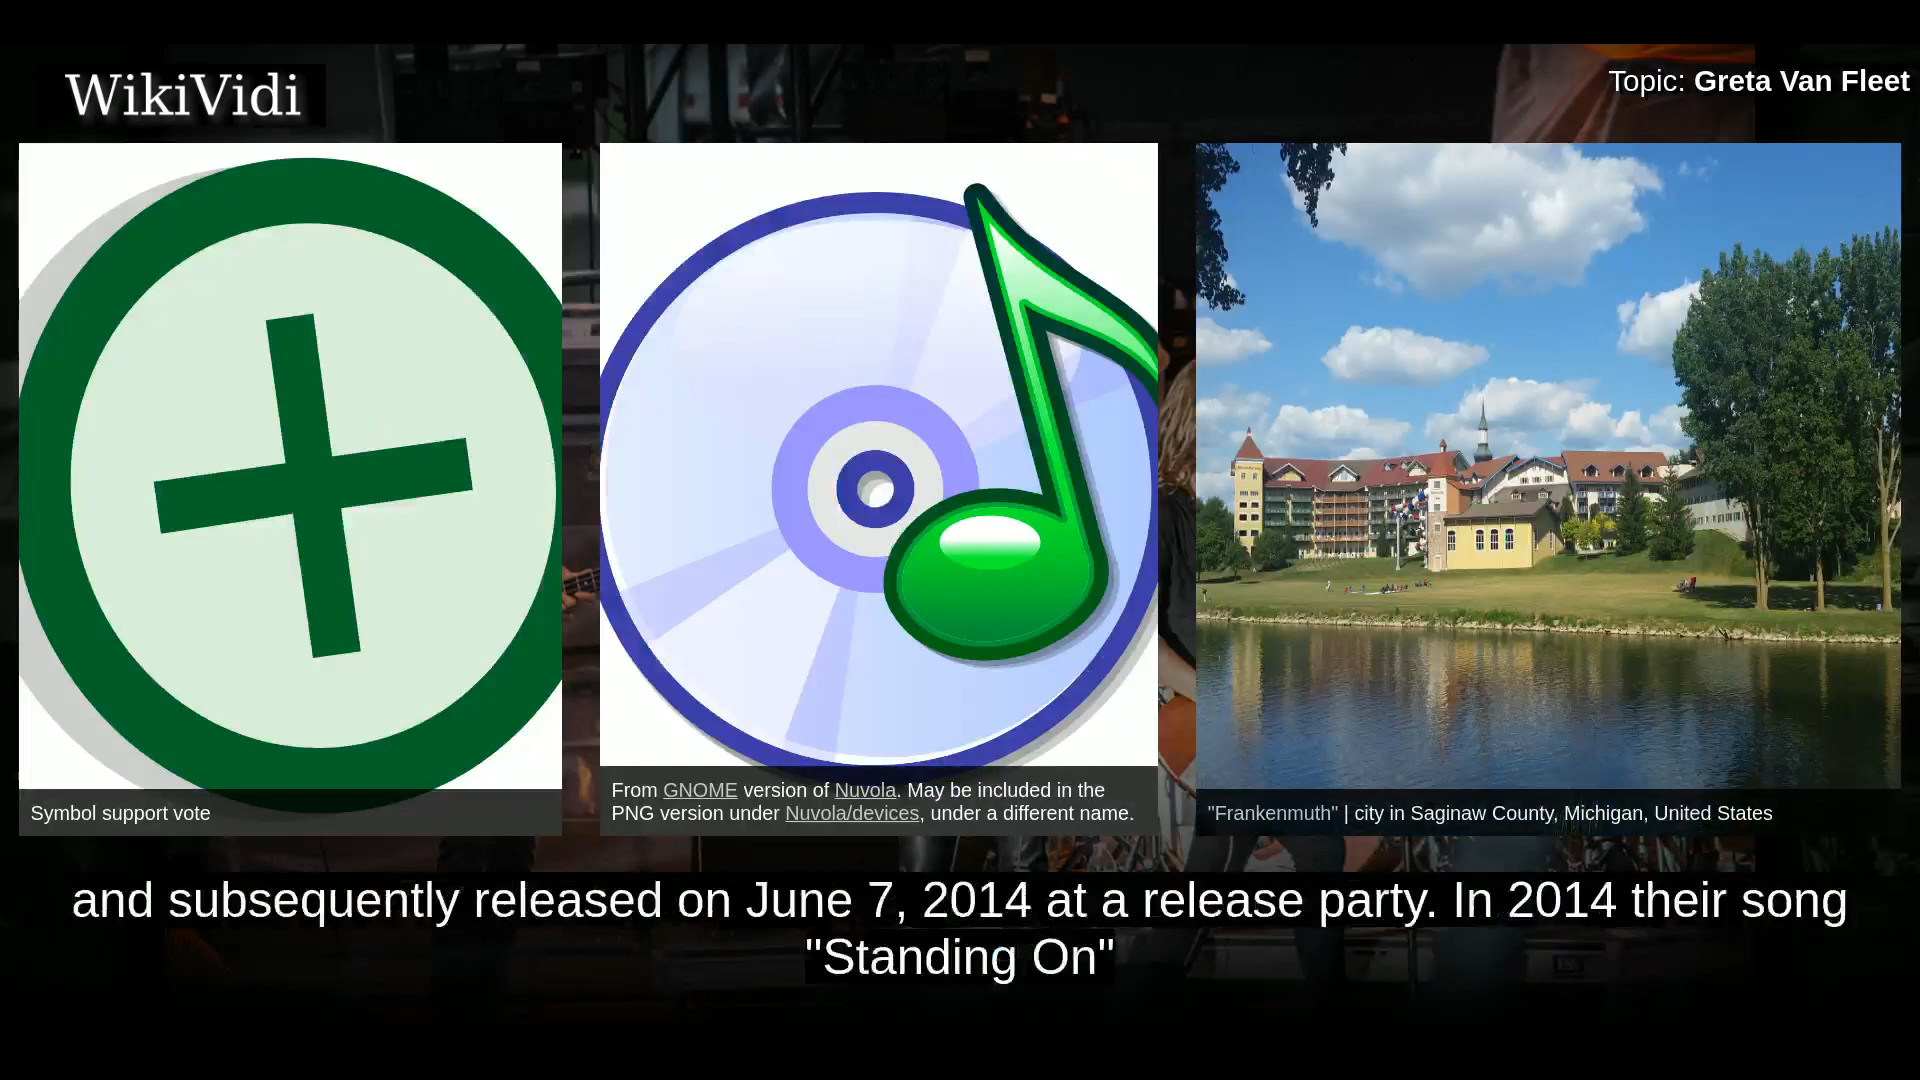 WikiVidi
Topic: Greta Van Fleet
Symbol support vote
From GNOME version of Nuvola. May be included in the
PNG version under Nuvola/devices, under a different name.
"Frankenmuth" | city in Saginaw County, Michigan, United States
and subsequently released on June 7, 2014 at a release party. In 2014 their song
"Standing On"